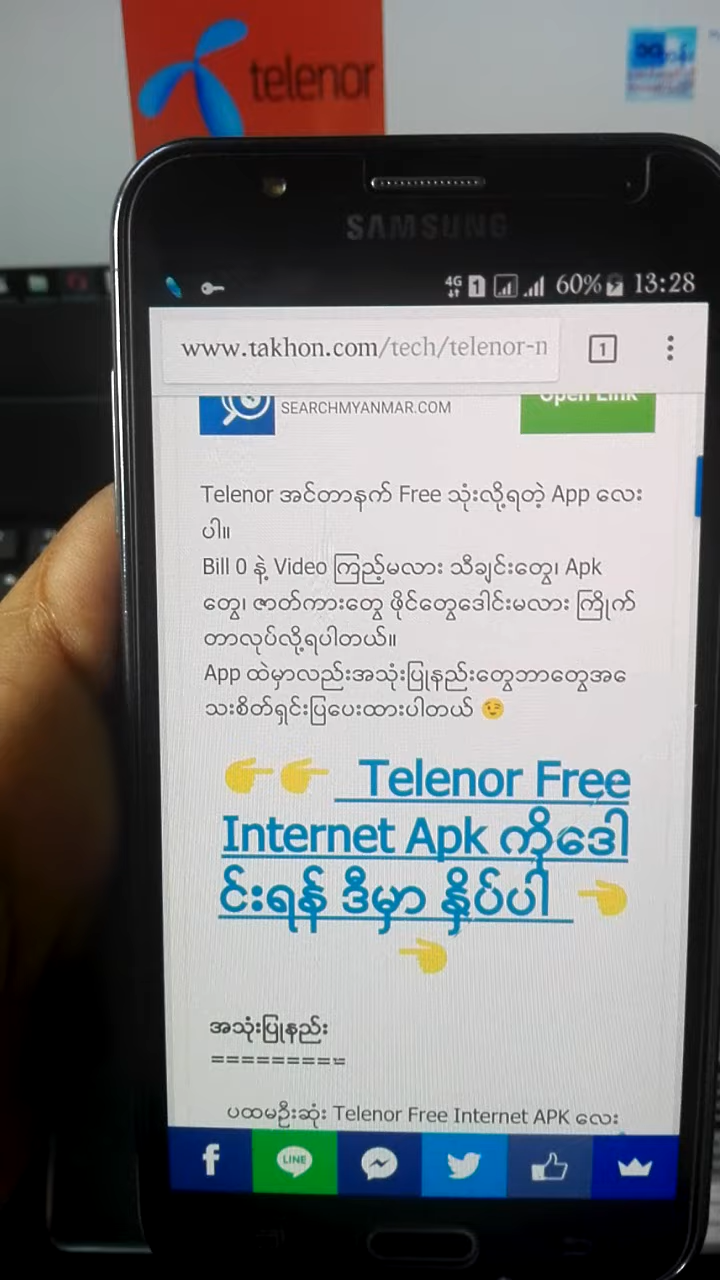 telenor
SAMSUNG
4G 1 60% 13:28
www.takhon.com/tech/telenor-n
1
SEARCHMYANMAR.COM
Open Link
Telenor အင်တာနက် Free သုံးလို့ရတဲ့ App လေး
ပါ။
Bill 0 နဲ့ Video ကြည့်မလား သီချင်းတွေ၊ Apk
တွေ၊ ဇာတ်ကားတွေ ဖိုင်တွေဒေါင်းမလား ကြိုက်
တာလုပ်လို့ရပါတယ်။
App ထဲမှာလည်းအသုံးပြုနည်းတွေဘာတွေအ
သေးစိတ်ရှင်းပြပေးထားပါတယ် 😉
👉👉 Telenor Free
Internet Apk ကိုဒေါ
င်းရန် ဒီမှာ နှိပ်ပါ 👈
👈
အသုံးပြုနည်း
=========
ပထမဦးဆုံး Telenor Free Internet APK လေး
f LINE